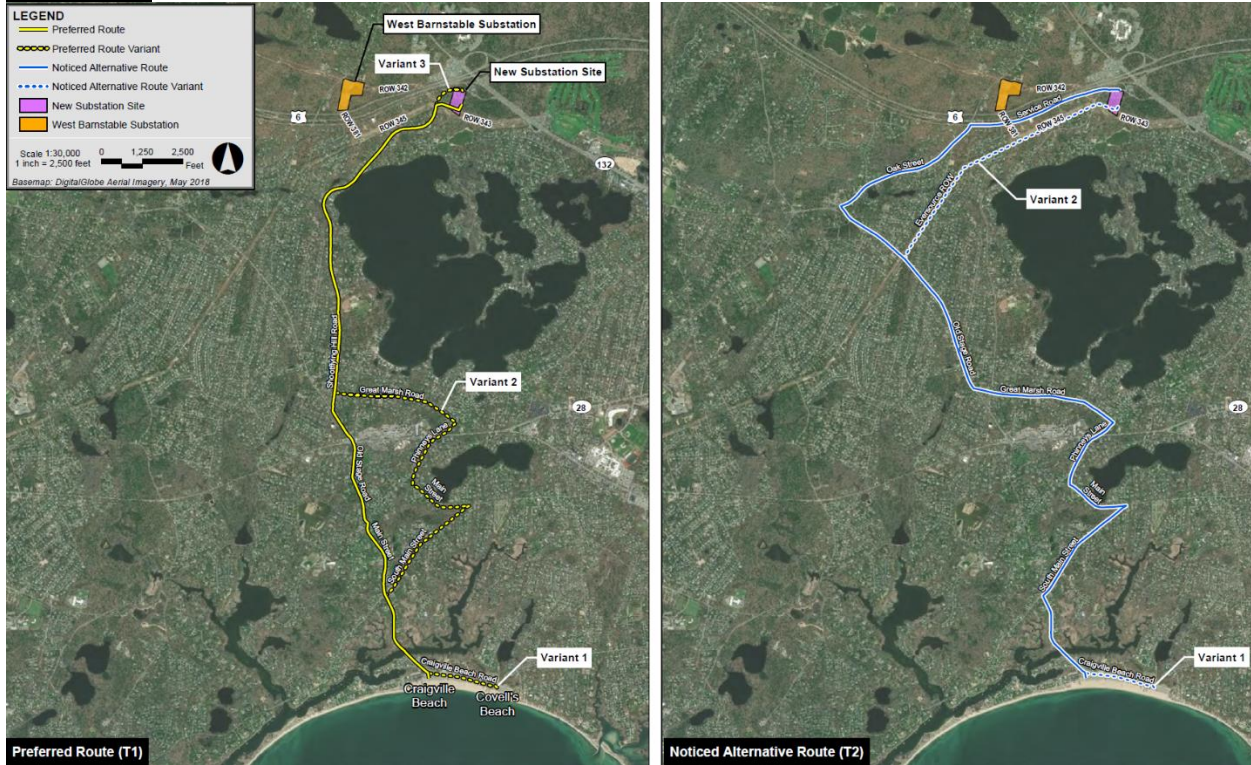 LEGEND
Preferred Route
Preferred Route Variant
Noticed Alternative Route
Noticed Alternative Route Variant
New Substation Site
West Barnstable Substation
Scale 1:30,000
1 inch = 2,500 feet
0 1,250 2,500
Feet
Basemap: DigitalGlobe Aerial Imagery, May 2018
West Barnstable Substation
Variant 3
New Substation Site
ROW 342
6
ROW 381
ROW 345
ROW 343
132
Shootflying Hill Road
Great Marsh Road
Variant 2
28
Phinneys Lane
Old Stage Road
Main
Street
Main Street
South Main Street
Variant 1
Craigville Beach Road
Craigville
Beach
Covell's
Beach
Preferred Route (T1)
ROW 342
6
Service Road
ROW 381
ROW 345
ROW 343
132
Oak Street
Eversource ROW
Variant 2
Old Stage Road
Great Marsh Road
28
Phinneys Lane
Main
Street
South Main Street
Variant 1
Craigville Beach Road
Noticed Alternative Route (T2)